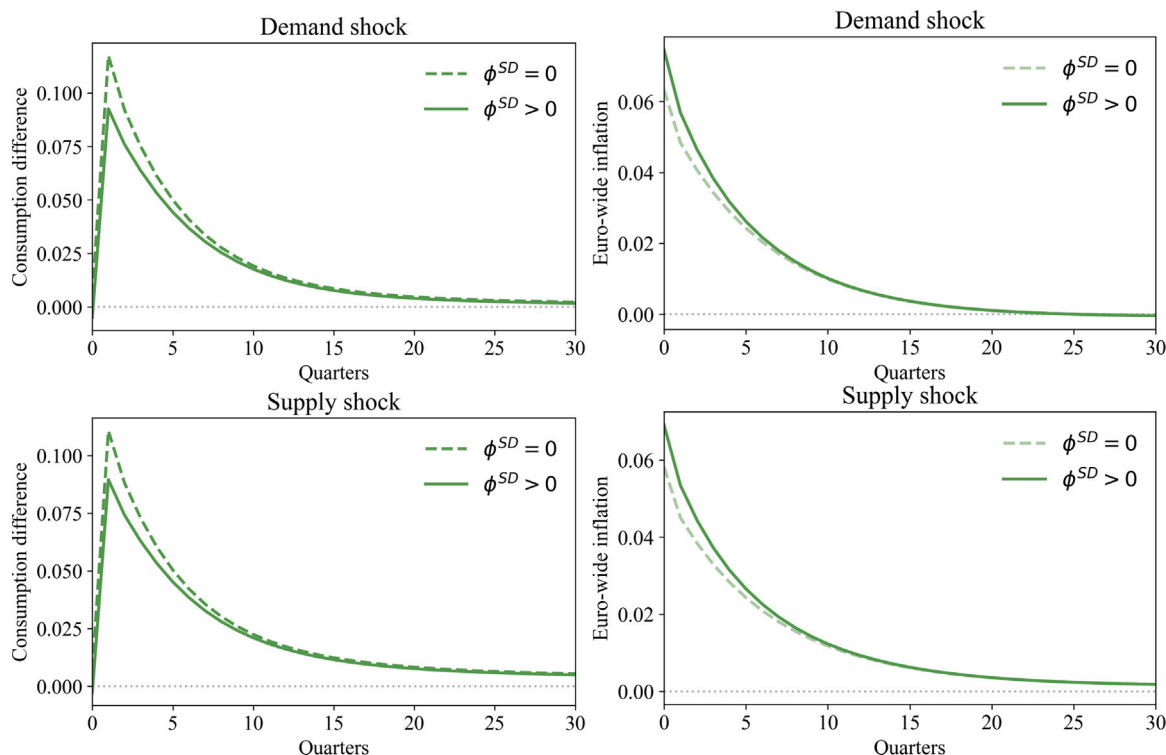 Demand shock
Consumption difference
0.100
0.075
0.050
0.025
0.000
ϕ^SD = 0
ϕ^SD > 0
0 5 10 15 20 25 30
Quarters
Demand shock
Euro-wide inflation
0.06
0.04
0.02
0.00
ϕ^SD = 0
ϕ^SD > 0
0 5 10 15 20 25 30
Quarters
Supply shock
Consumption difference
0.100
0.075
0.050
0.025
0.000
ϕ^SD = 0
ϕ^SD > 0
0 5 10 15 20 25 30
Quarters
Supply shock
Euro-wide inflation
0.06
0.04
0.02
0.00
ϕ^SD = 0
ϕ^SD > 0
0 5 10 15 20 25 30
Quarters